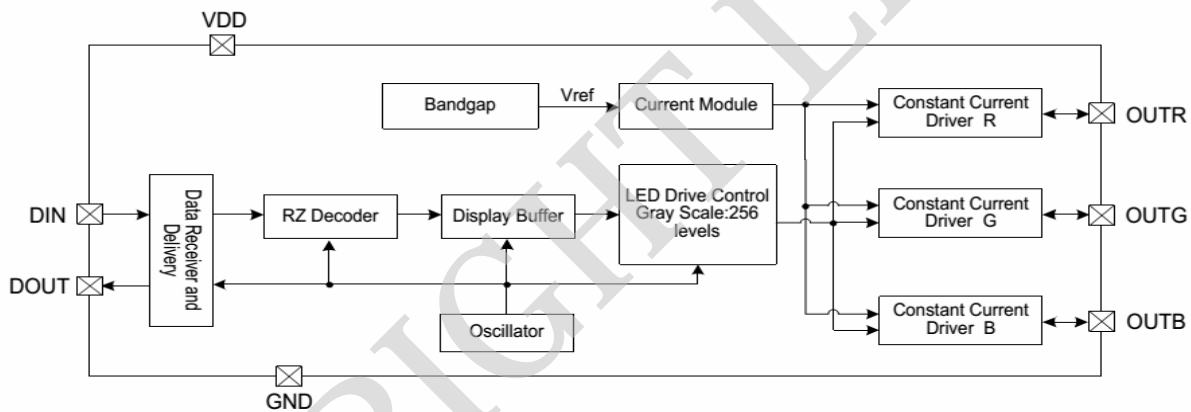 VDD
Bandgap
Vref
Current Module
Constant Current
Driver R
OUTR
DIN
DOUT
Data Receiver and
Delivery
RZ Decoder
Display Buffer
LED Drive Control
Gray Scale:256
levels
Constant Current
Driver G
OUTG
Oscillator
Constant Current
Driver B
OUTB
GND